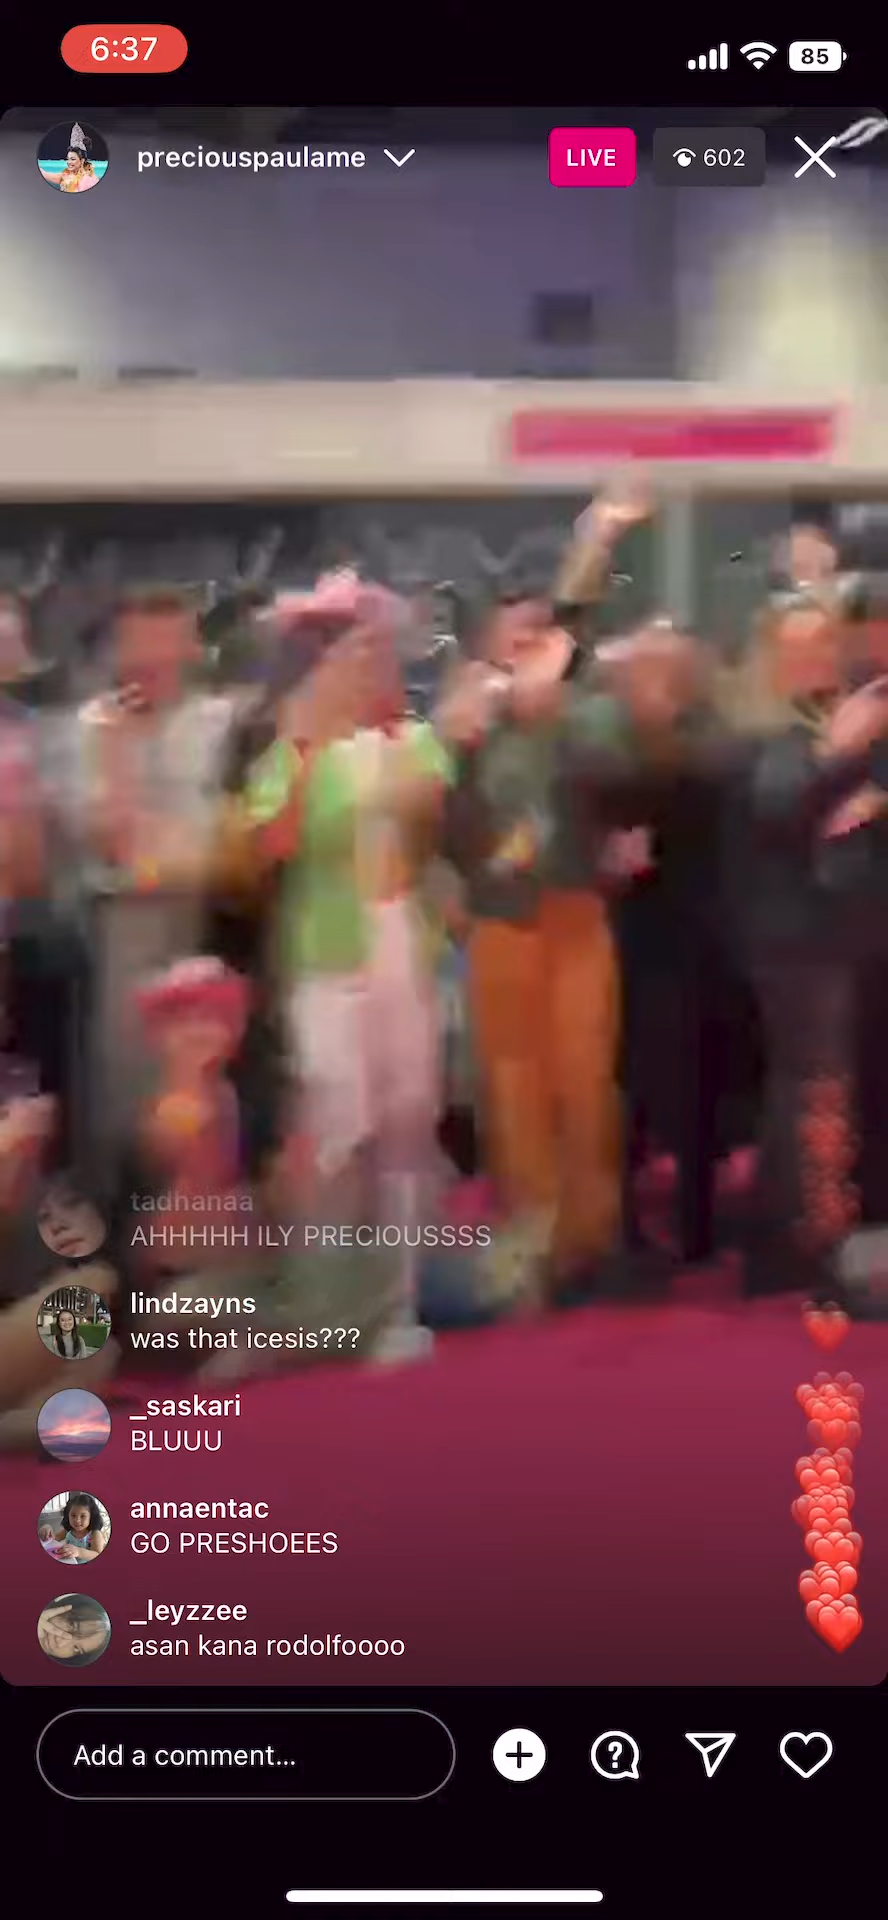 6:37
85
preciouspaulame
LIVE
602
tadhanaa
AHHHHH ILY PRECIOUSSSS
lindzayns
was that icesis???
_saskari
BLUUU
annaentac
GO PRESHOEES
_leyzzee
asan kana rodolfoooo
Add a comment...